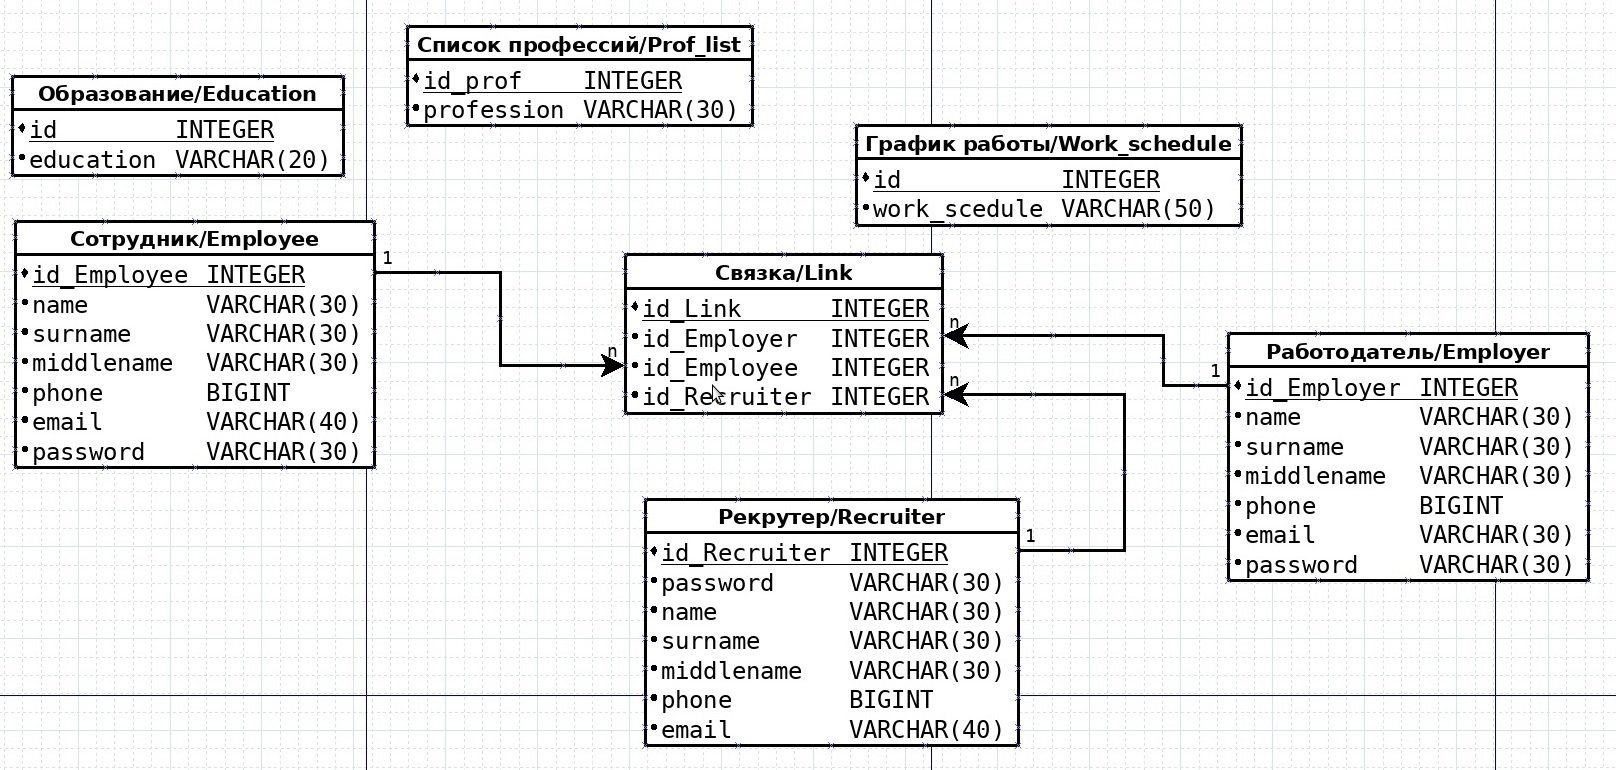 Список профессий/Prof_list
id_prof INTEGER
profession VARCHAR(30)
Образование/Education
id INTEGER
education VARCHAR(20)
График работы/Work_schedule
id INTEGER
work_scedule VARCHAR(50)
Сотрудник/Employee
id_Employee INTEGER
name VARCHAR(30)
surname VARCHAR(30)
middlename VARCHAR(30)
phone BIGINT
email VARCHAR(40)
password VARCHAR(30)
1
n
Связка/Link
id_Link INTEGER
id_Employer INTEGER
id_Employee INTEGER
id_Recruiter INTEGER
n
n
1
Работодатель/Employer
id_Employer INTEGER
name VARCHAR(30)
surname VARCHAR(30)
middlename VARCHAR(30)
phone BIGINT
email VARCHAR(30)
password VARCHAR(30)
Рекрутер/Recruiter
id_Recruiter INTEGER
password VARCHAR(30)
name VARCHAR(30)
surname VARCHAR(30)
middlename VARCHAR(30)
phone BIGINT
email VARCHAR(40)
1